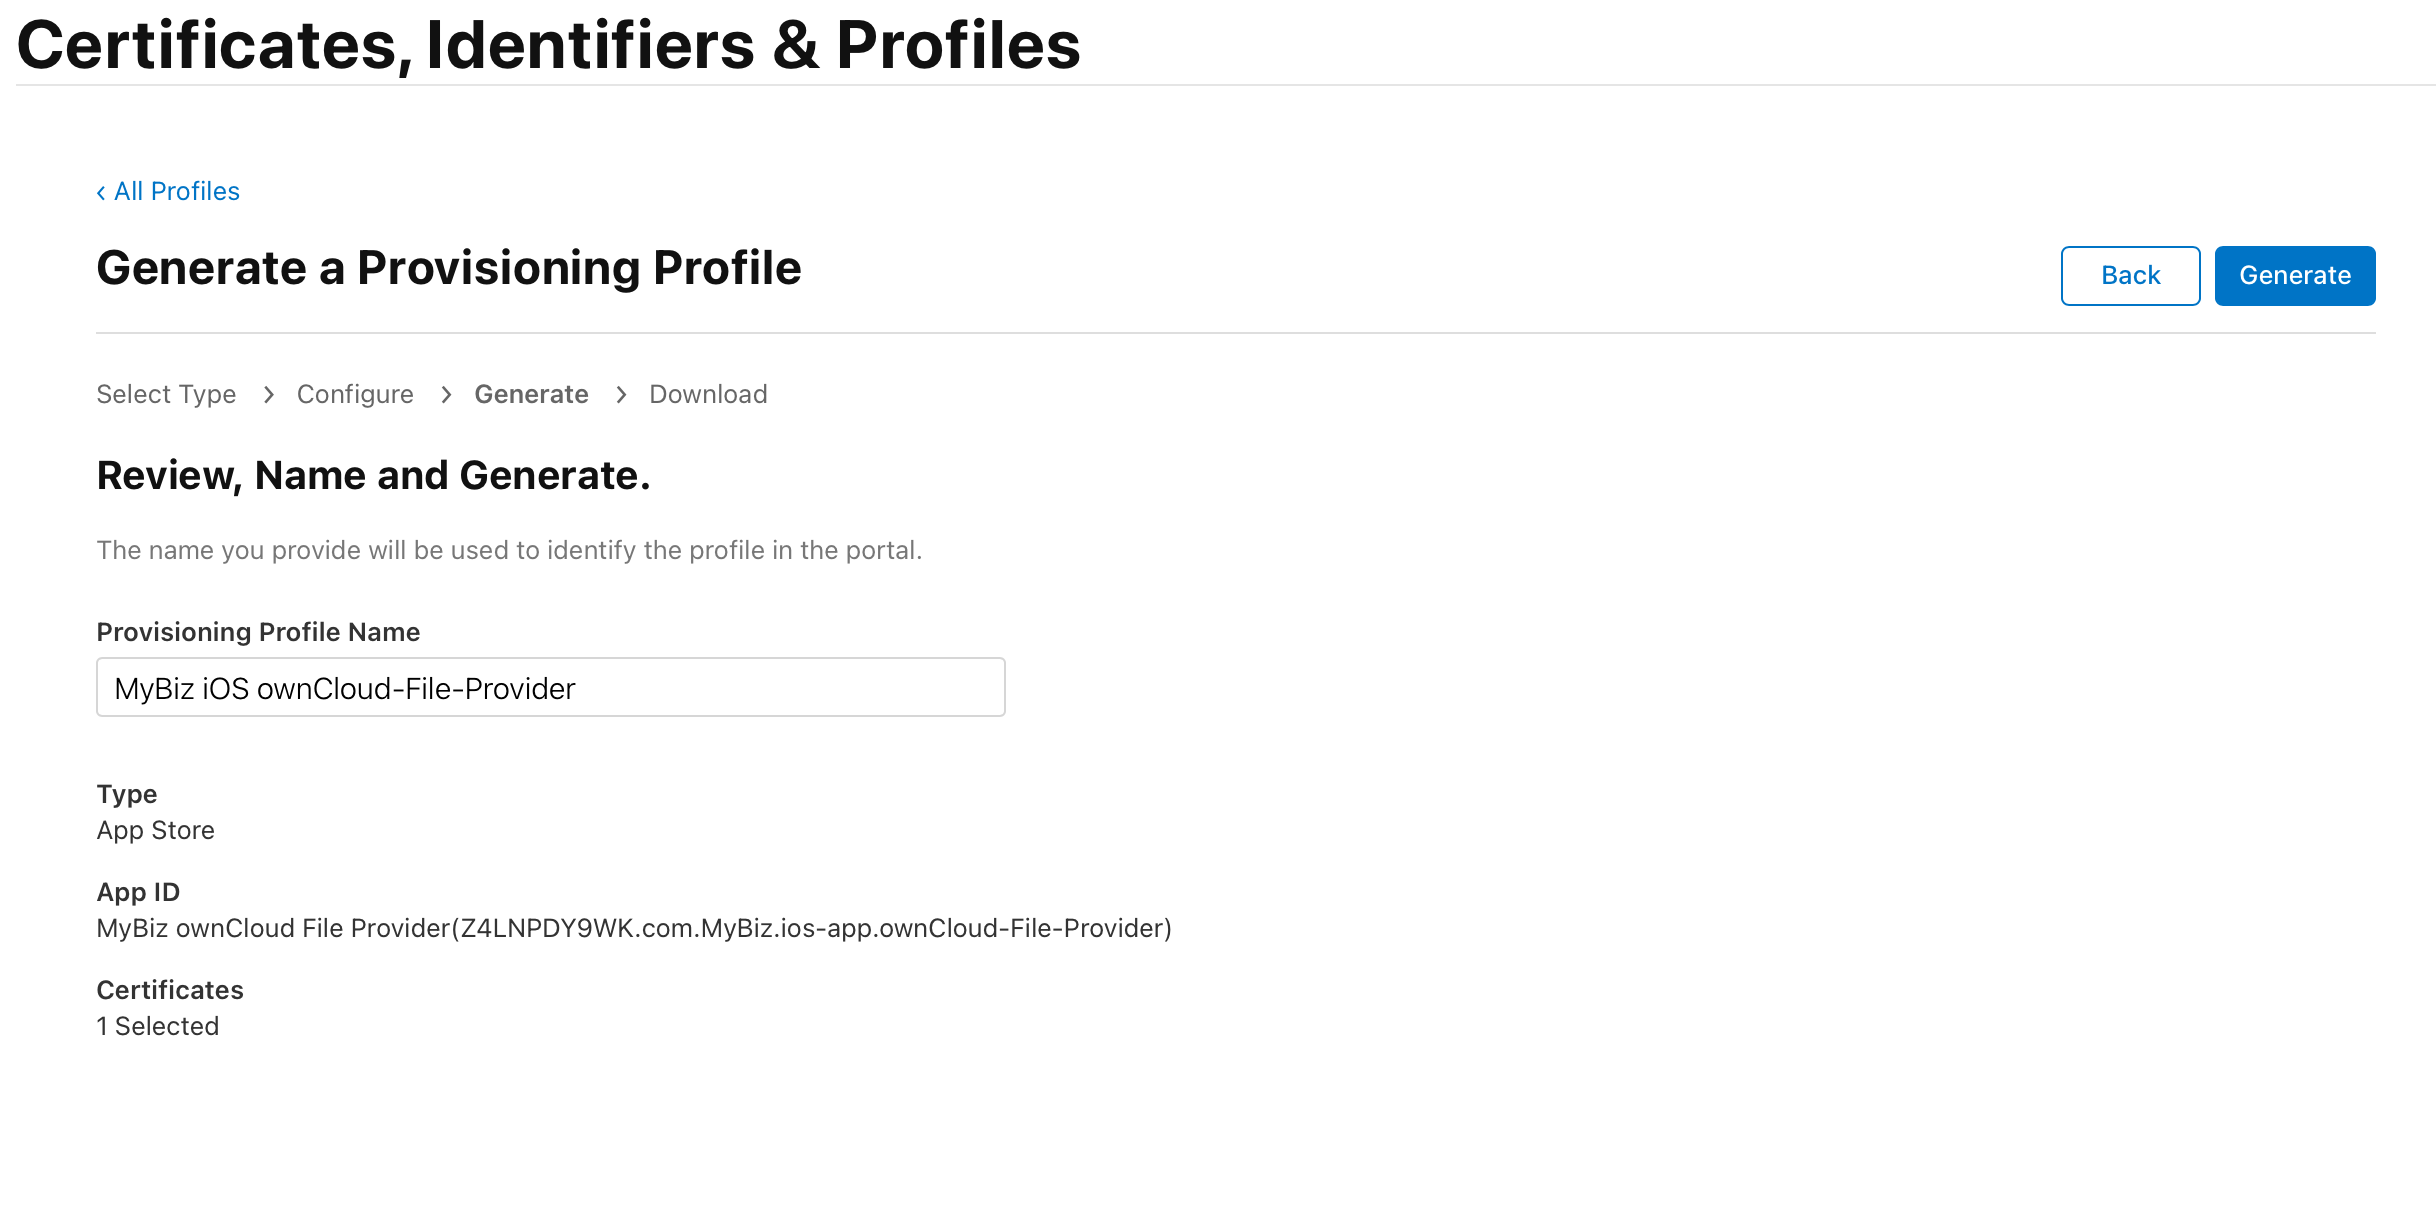 Certificates, Identifiers & Profiles
‹ All Profiles
Generate a Provisioning Profile
Back
Generate
Select Type > Configure > Generate > Download
Review, Name and Generate.
The name you provide will be used to identify the profile in the portal.
Provisioning Profile Name
MyBiz iOS ownCloud-File-Provider
Type
App Store
App ID
MyBiz ownCloud File Provider(Z4LNPDY9WK.com.MyBiz.ios-app.ownCloud-File-Provider)
Certificates
1 Selected